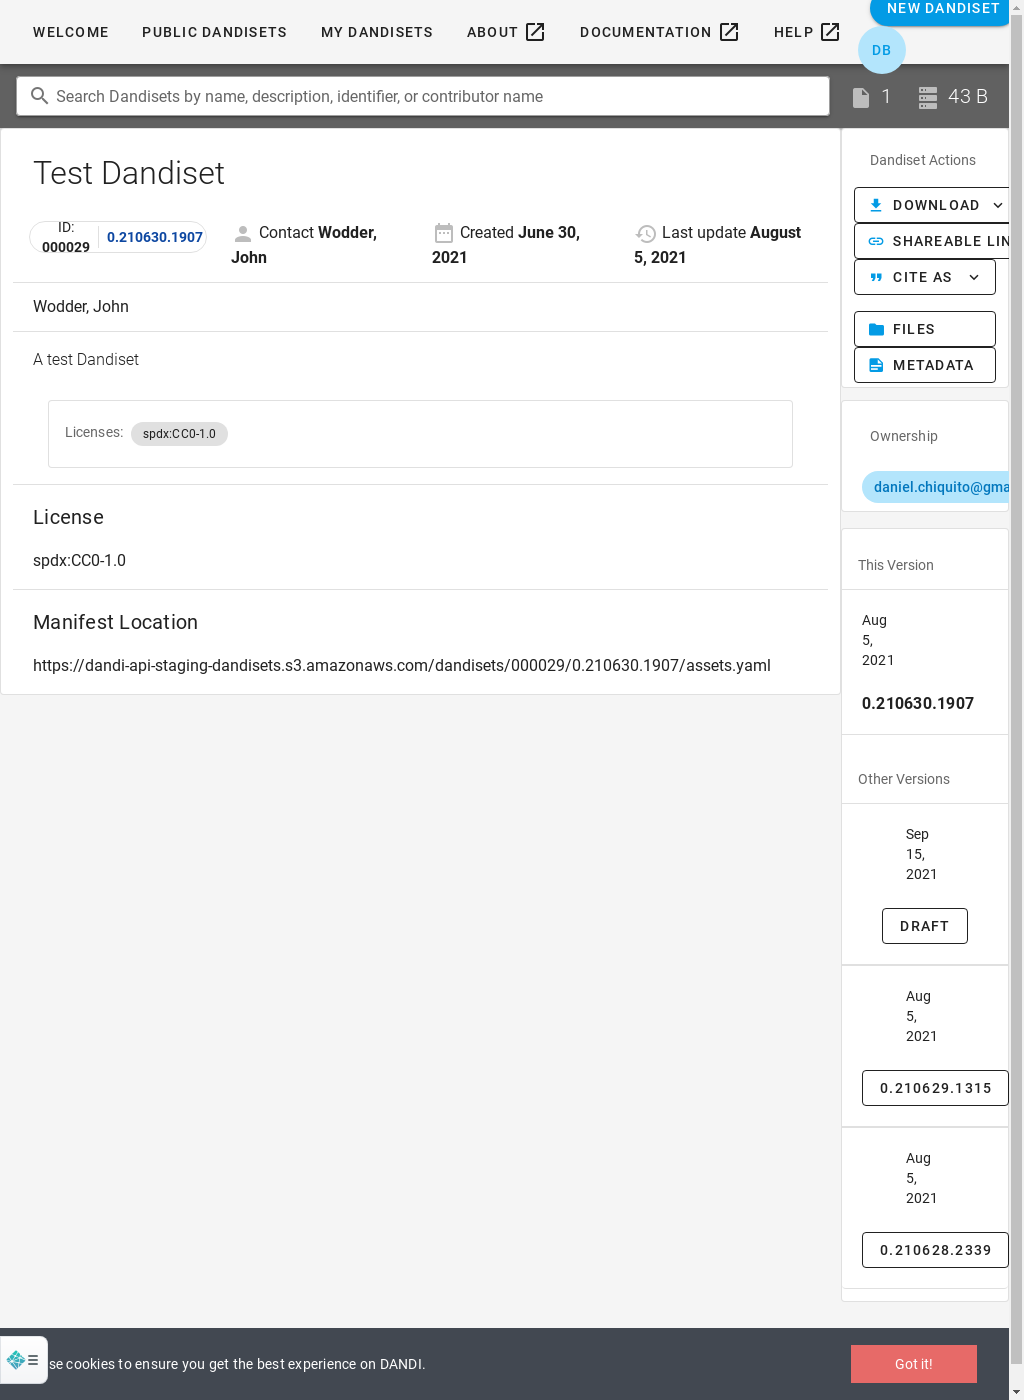 WELCOME
PUBLIC DANDISETS
MY DANDISETS
ABOUT
DOCUMENTATION
HELP
NEW DANDISET
DB
Search Dandisets by name, description, identifier, or contributor name
1
43 B
Test Dandiset
ID:
000029
0.210630.1907
Contact Wodder,
John
Created June 30,
2021
Last update August
5, 2021
Wodder, John
A test Dandiset
Licenses:
spdx:CC0-1.0
License
spdx:CC0-1.0
Manifest Location
https://dandi-api-staging-dandisets.s3.amazonaws.com/dandisets/000029/0.210630.1907/assets.yaml
Dandiset Actions
DOWNLOAD
SHAREABLE LIN
CITE AS
FILES
METADATA
Ownership
daniel.chiquito@gma
This Version
Aug
5,
2021
0.210630.1907
Other Versions
Sep
15,
2021
DRAFT
Aug
5,
2021
0.210629.1315
Aug
5,
2021
0.210628.2339
se cookies to ensure you get the best experience on DANDI.
Got it!